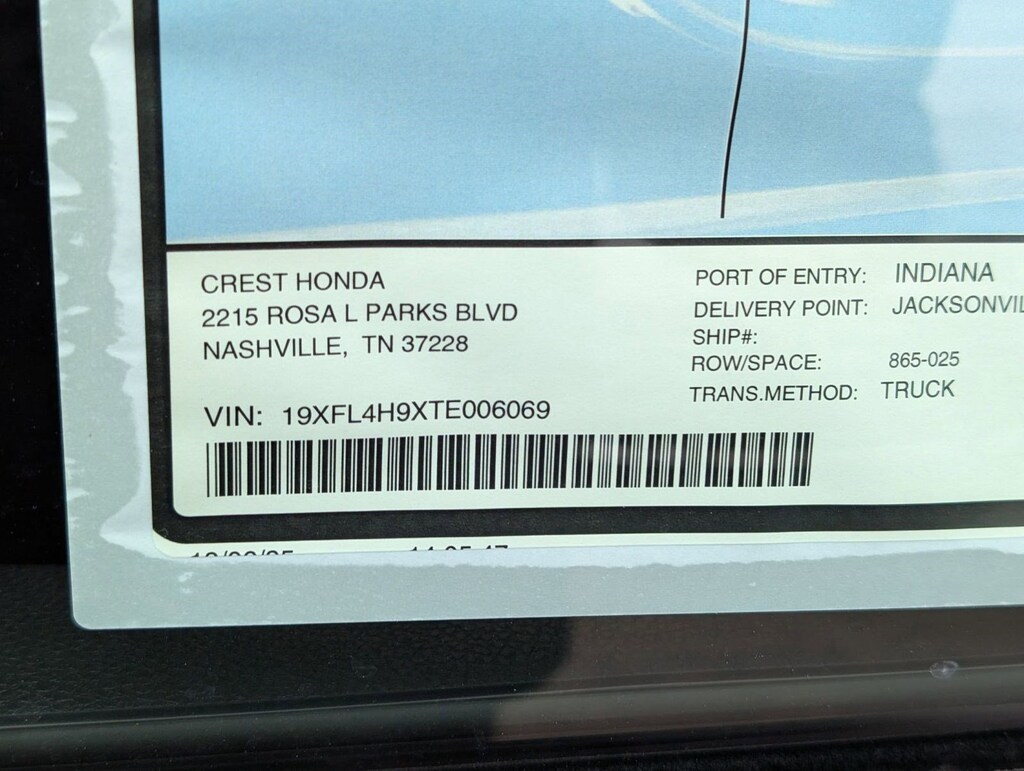 CREST HONDA
2215 ROSA L PARKS BLVD
NASHVILLE, TN 37228
VIN: 19XFL4H9XTE006069
PORT OF ENTRY: INDIANA
DELIVERY POINT:
SHIP#:
ROW/SPACE: 865-025
TRANS.METHOD: TRUCK